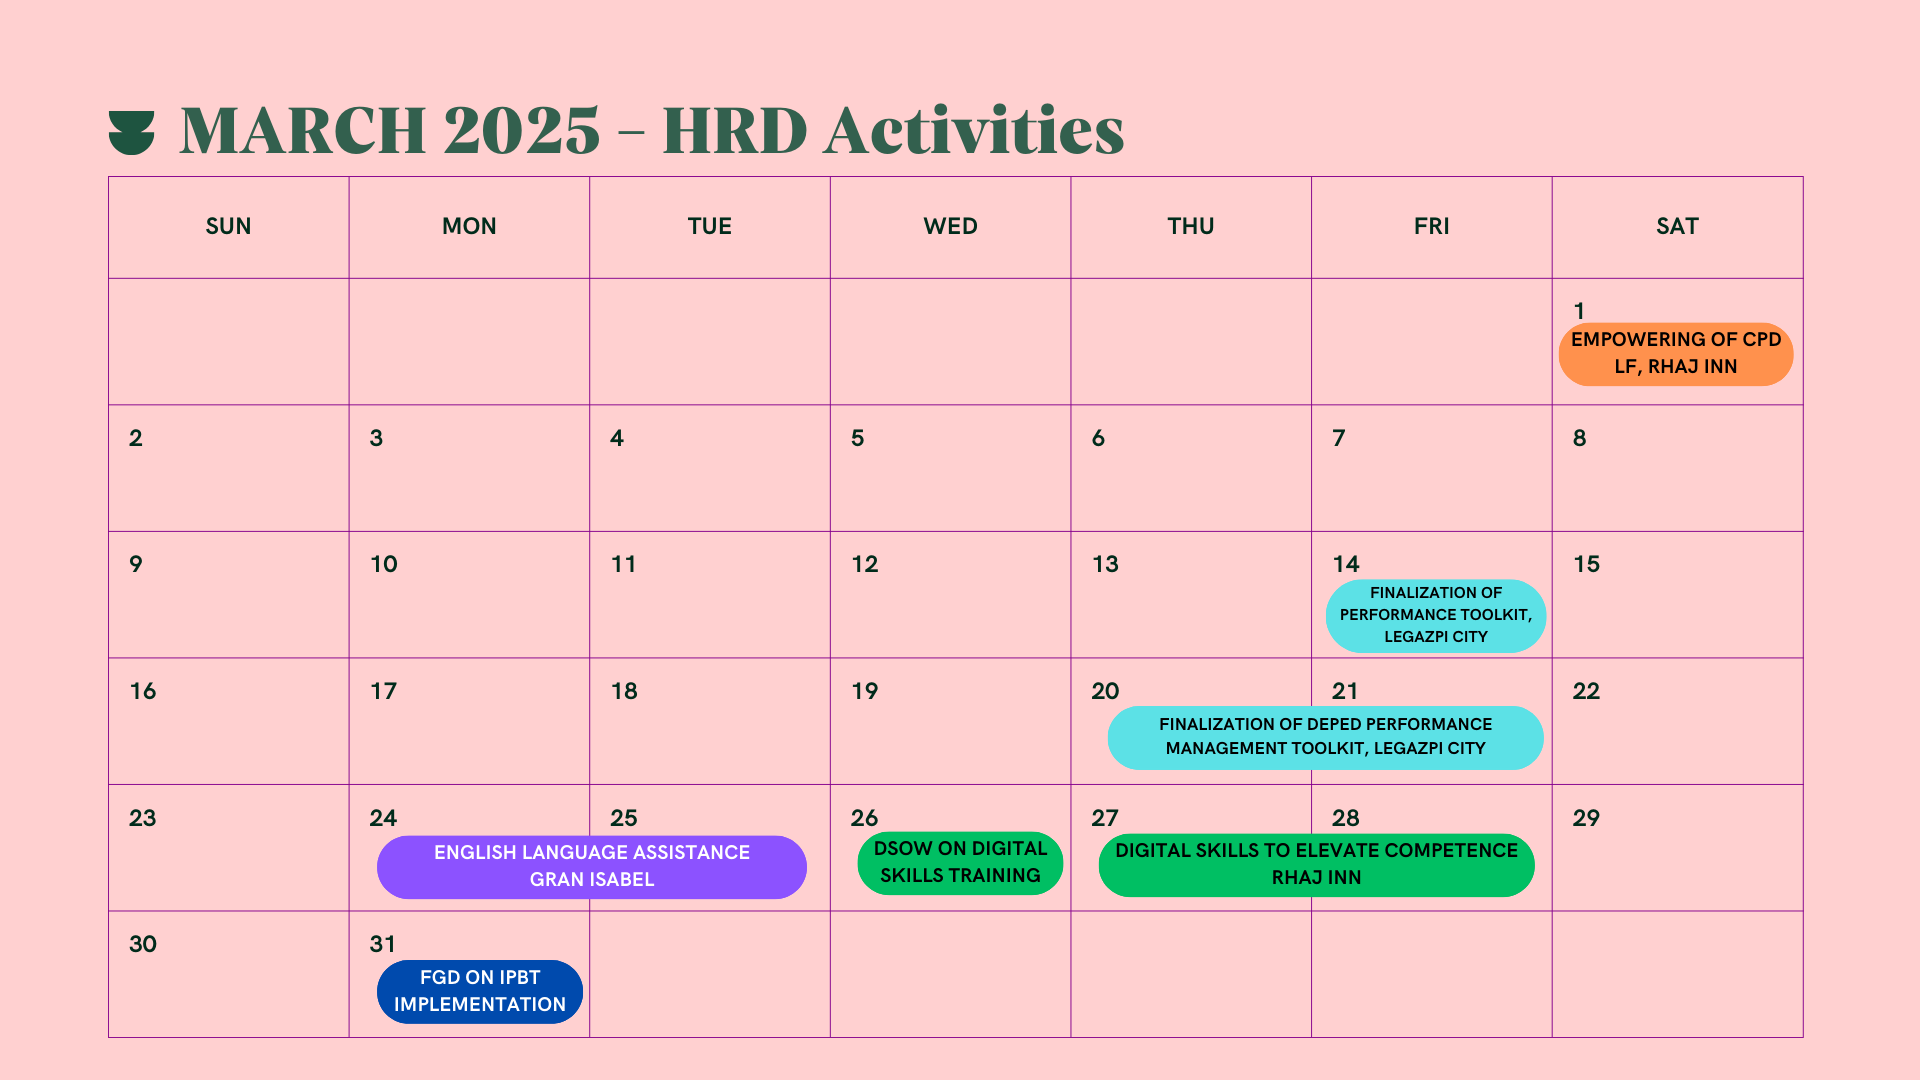 MARCH 2025 – HRD Activities
SUN MON TUE WED THU FRI SAT
1
EMPOWERING OF CPD
LF, RHAJ INN
2 3 4 5 6 7 8
9 10 11 12 13 14 15
FINALIZATION OF
PERFORMANCE TOOLKIT,
LEGAZPI CITY
16 17 18 19 20 21 22
FINALIZATION OF DEPED PERFORMANCE
MANAGEMENT TOOLKIT, LEGAZPI CITY
23 24 25 26 27 28 29
ENGLISH LANGUAGE ASSISTANCE
GRAN ISABEL
DSOW ON DIGITAL
SKILLS TRAINING
DIGITAL SKILLS TO ELEVATE COMPETENCE
RHAJ INN
30 31
FGD ON IPBT
IMPLEMENTATION